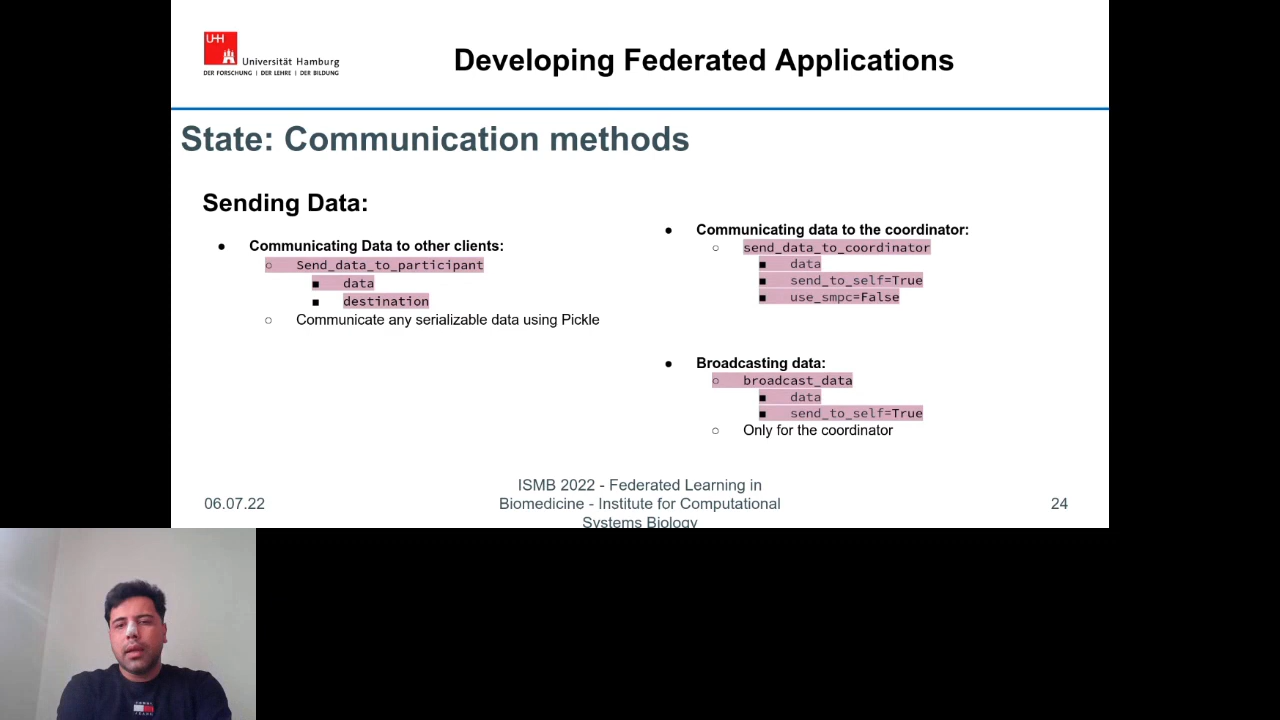 UHH
Universität Hamburg
DER FORSCHUNG | DER LEHRE | DER BILDUNG
Developing Federated Applications
State: Communication methods
Sending Data:
● Communicating Data to other clients:
○ Send_data_to_participant
■ data
■ destination
○ Communicate any serializable data using Pickle
● Communicating data to the coordinator:
○ send_data_to_coordinator
■ data
■ send_to_self=True
■ use_smpc=False
● Broadcasting data:
○ broadcast_data
■ data
■ send_to_self=True
○ Only for the coordinator
06.07.22
ISMB 2022 - Federated Learning in
Biomedicine - Institute for Computational
Systems Biology
24